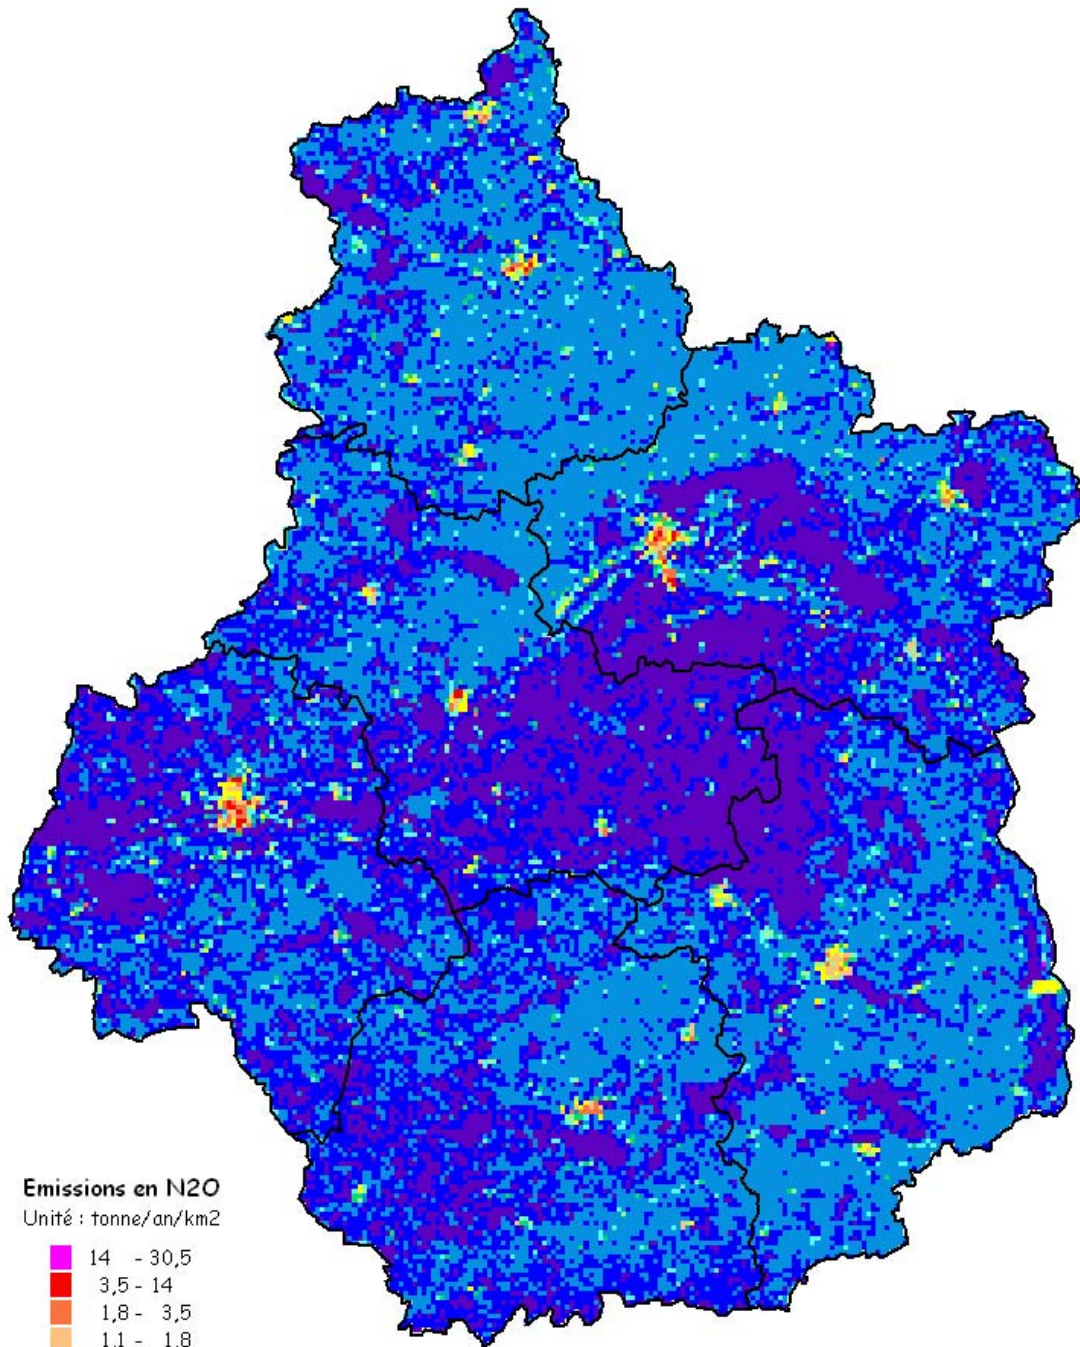 Emissions en N2O
Unité : tonne/an/km2
14 - 30,5
3,5 - 14
1,8 - 3,5
1,1 - 1,8